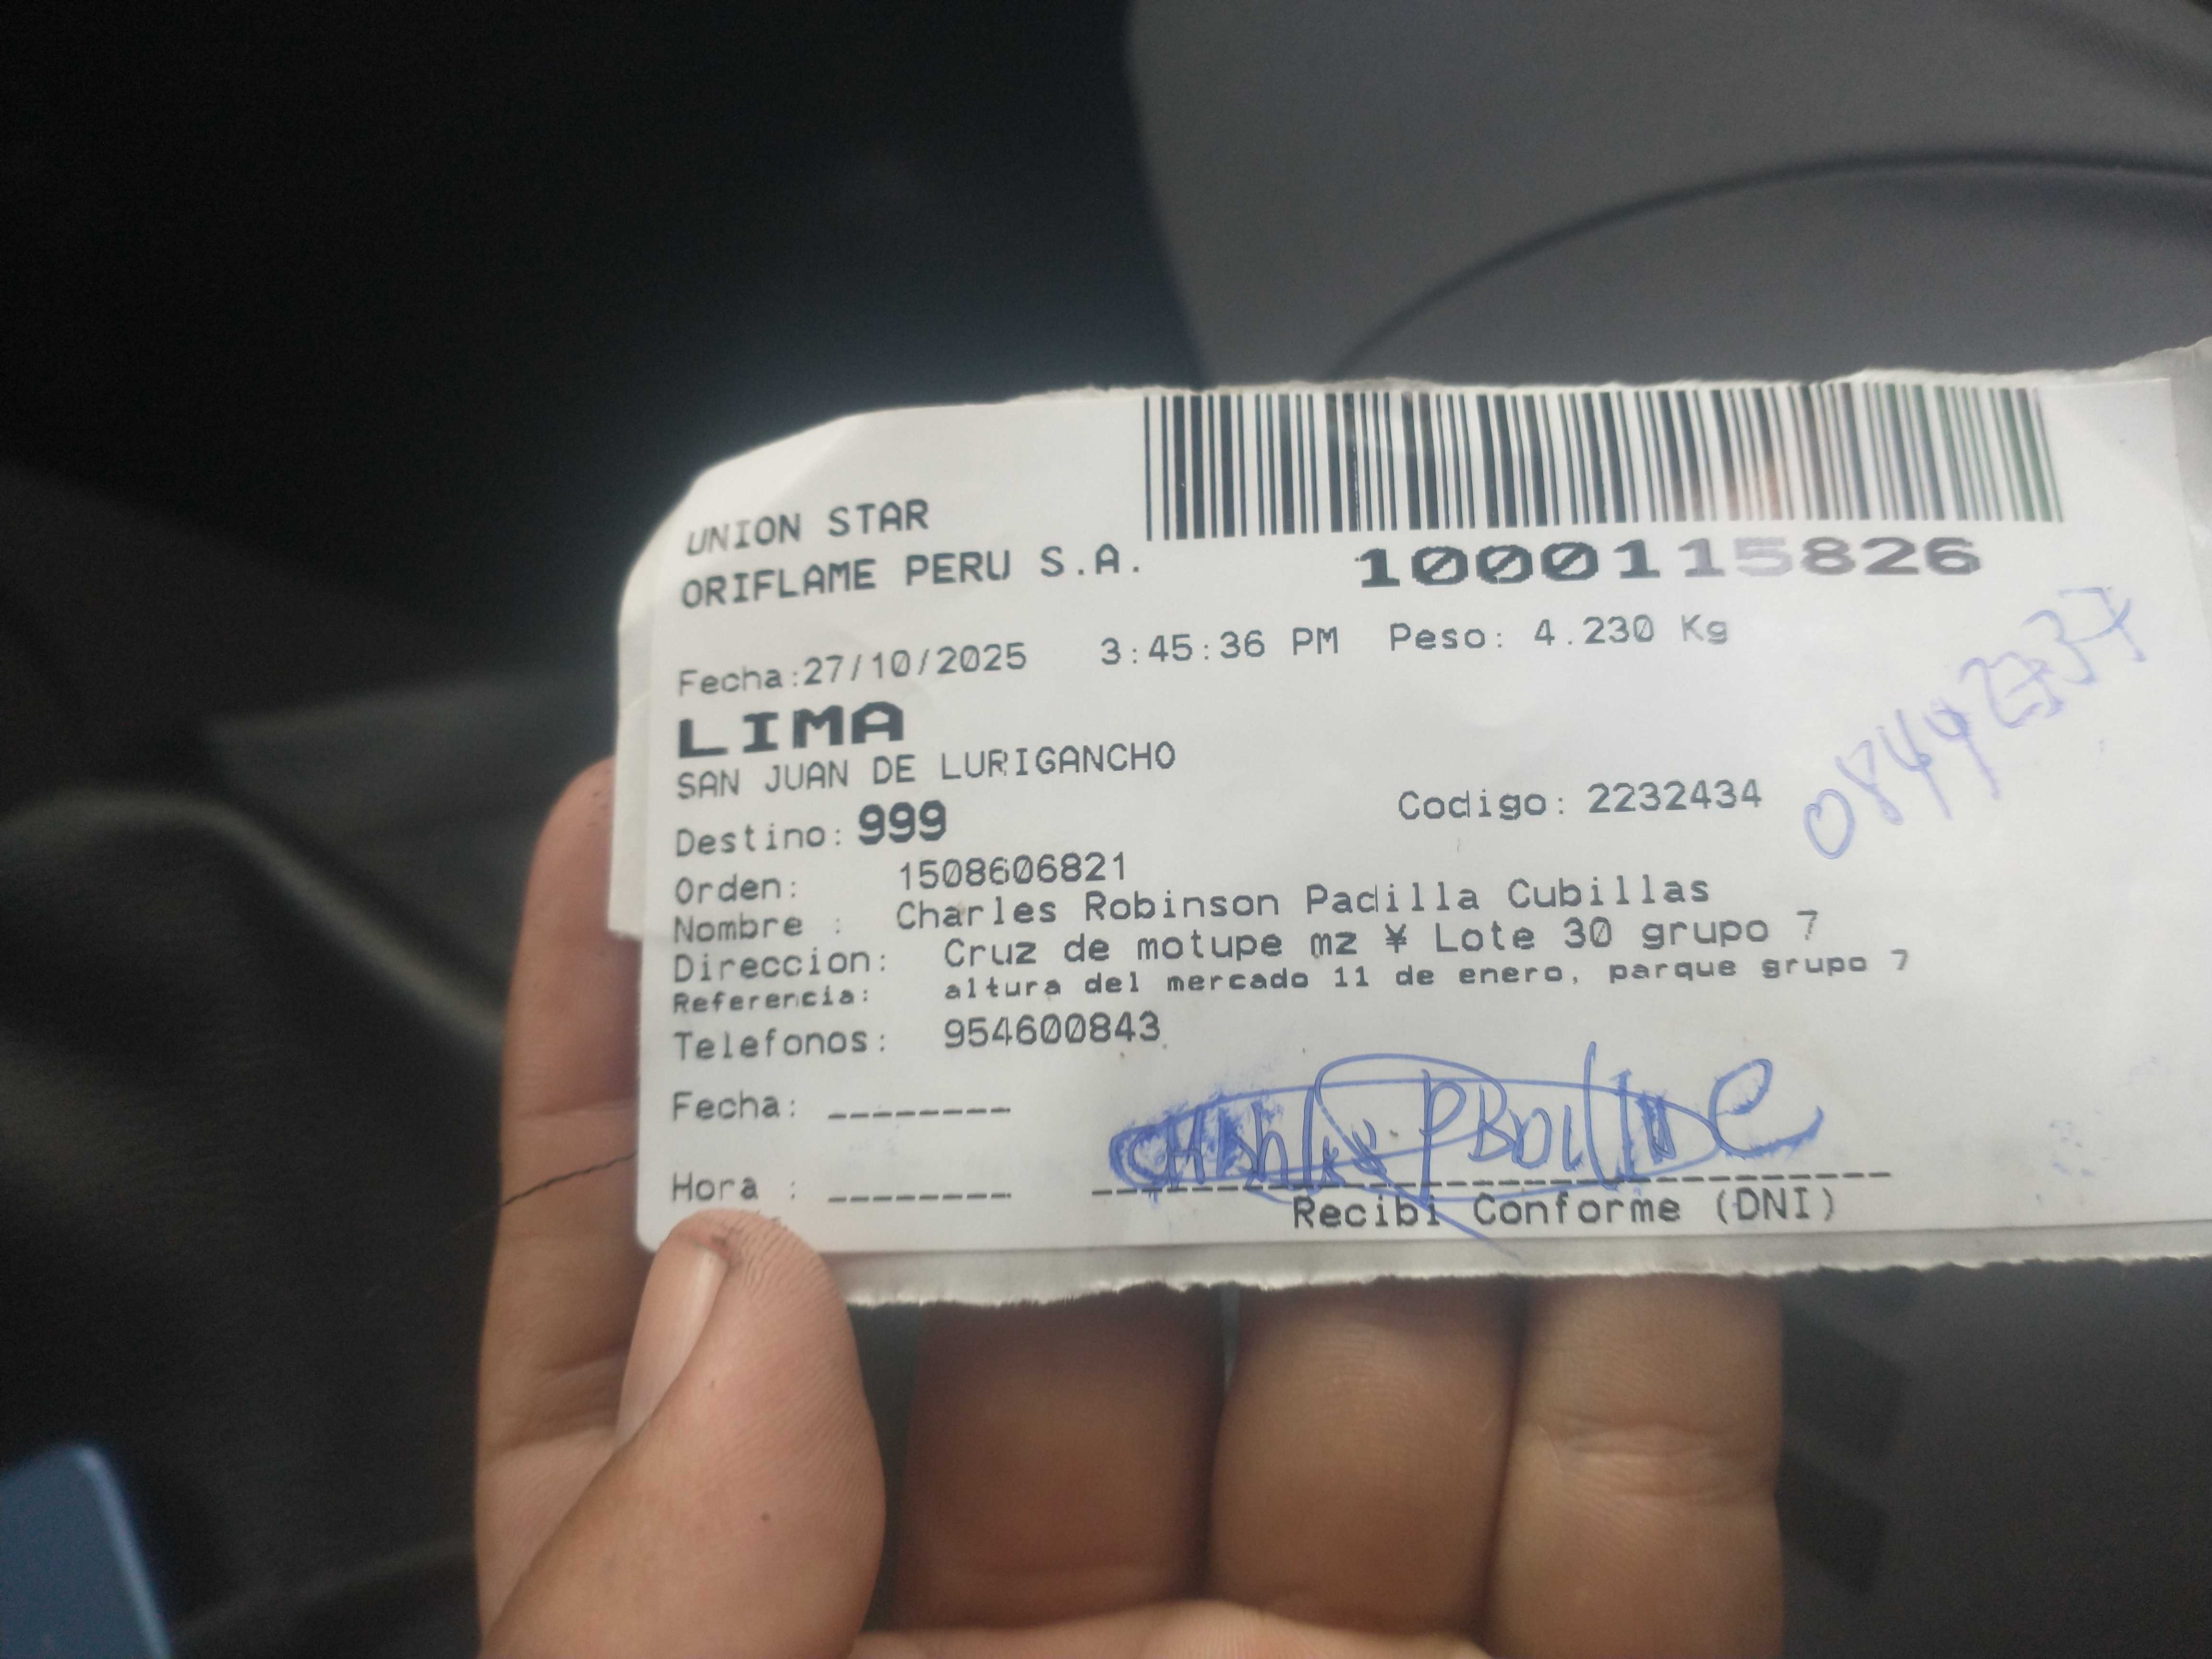 UNION STAR
ORIFLAME PERU S.A.
1000115826
Fecha:27/10/2025 3:45:36 PM Peso: 4.230 Kg
LIMA
SAN JUAN DE LURIGANCHO
Destino: 999 Codigo: 2232434
Orden: 1508606821
Nombre : Charles Robinson Padilla Cubillas
Direccion: Cruz de motupe mz ¥ Lote 30 grupo 7
Referencia: altura del mercado 11 de enero, parque grupo 7
Telefonos: 954600843
Fecha: --------
Hora : --------
Recibi Conforme (DNI)